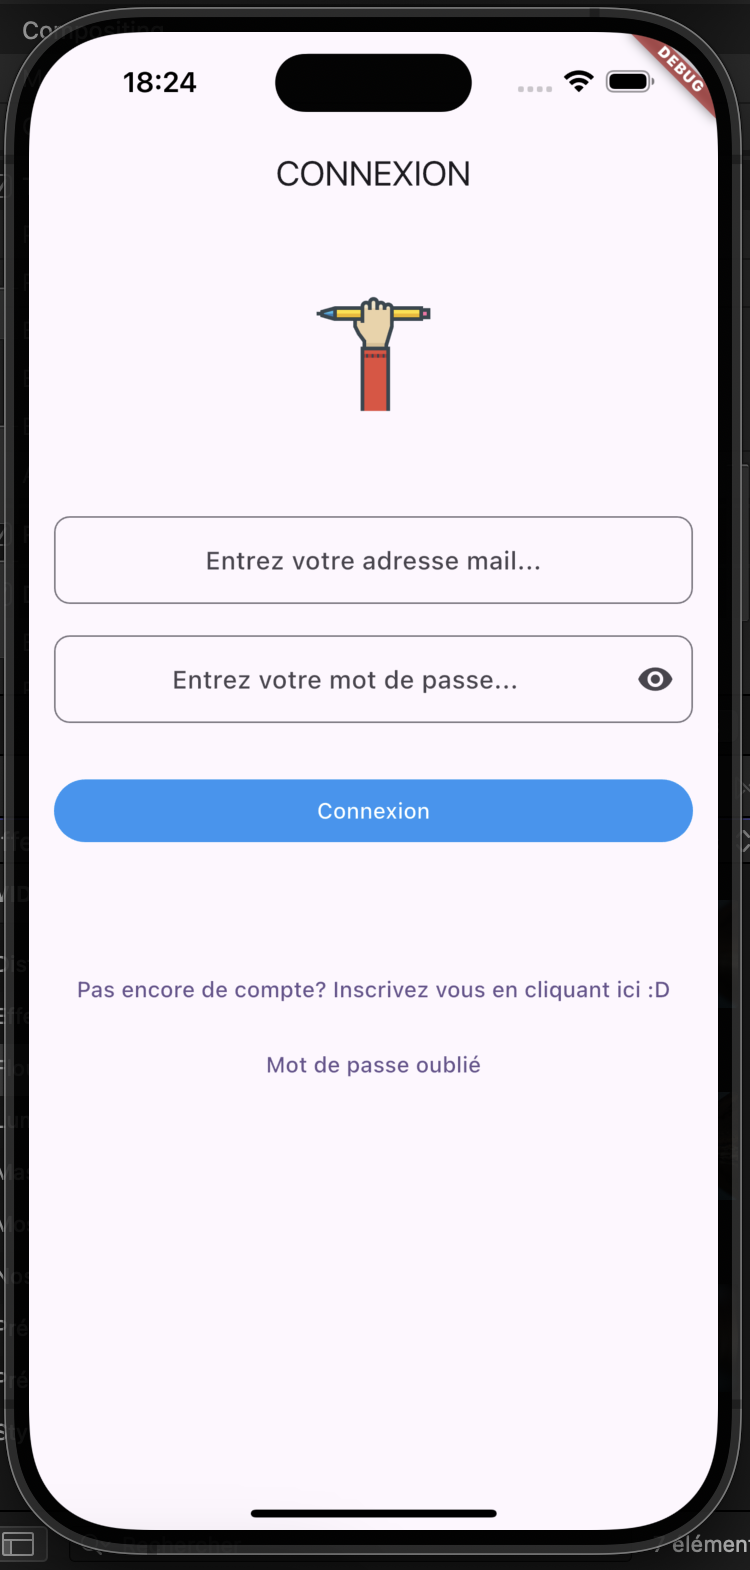 Compositing
18:24
DEBUG
CONNEXION
Entrez votre adresse mail...
Entrez votre mot de passe...
Connexion
Pas encore de compte? Inscrivez vous en cliquant ici :D
Mot de passe oublié